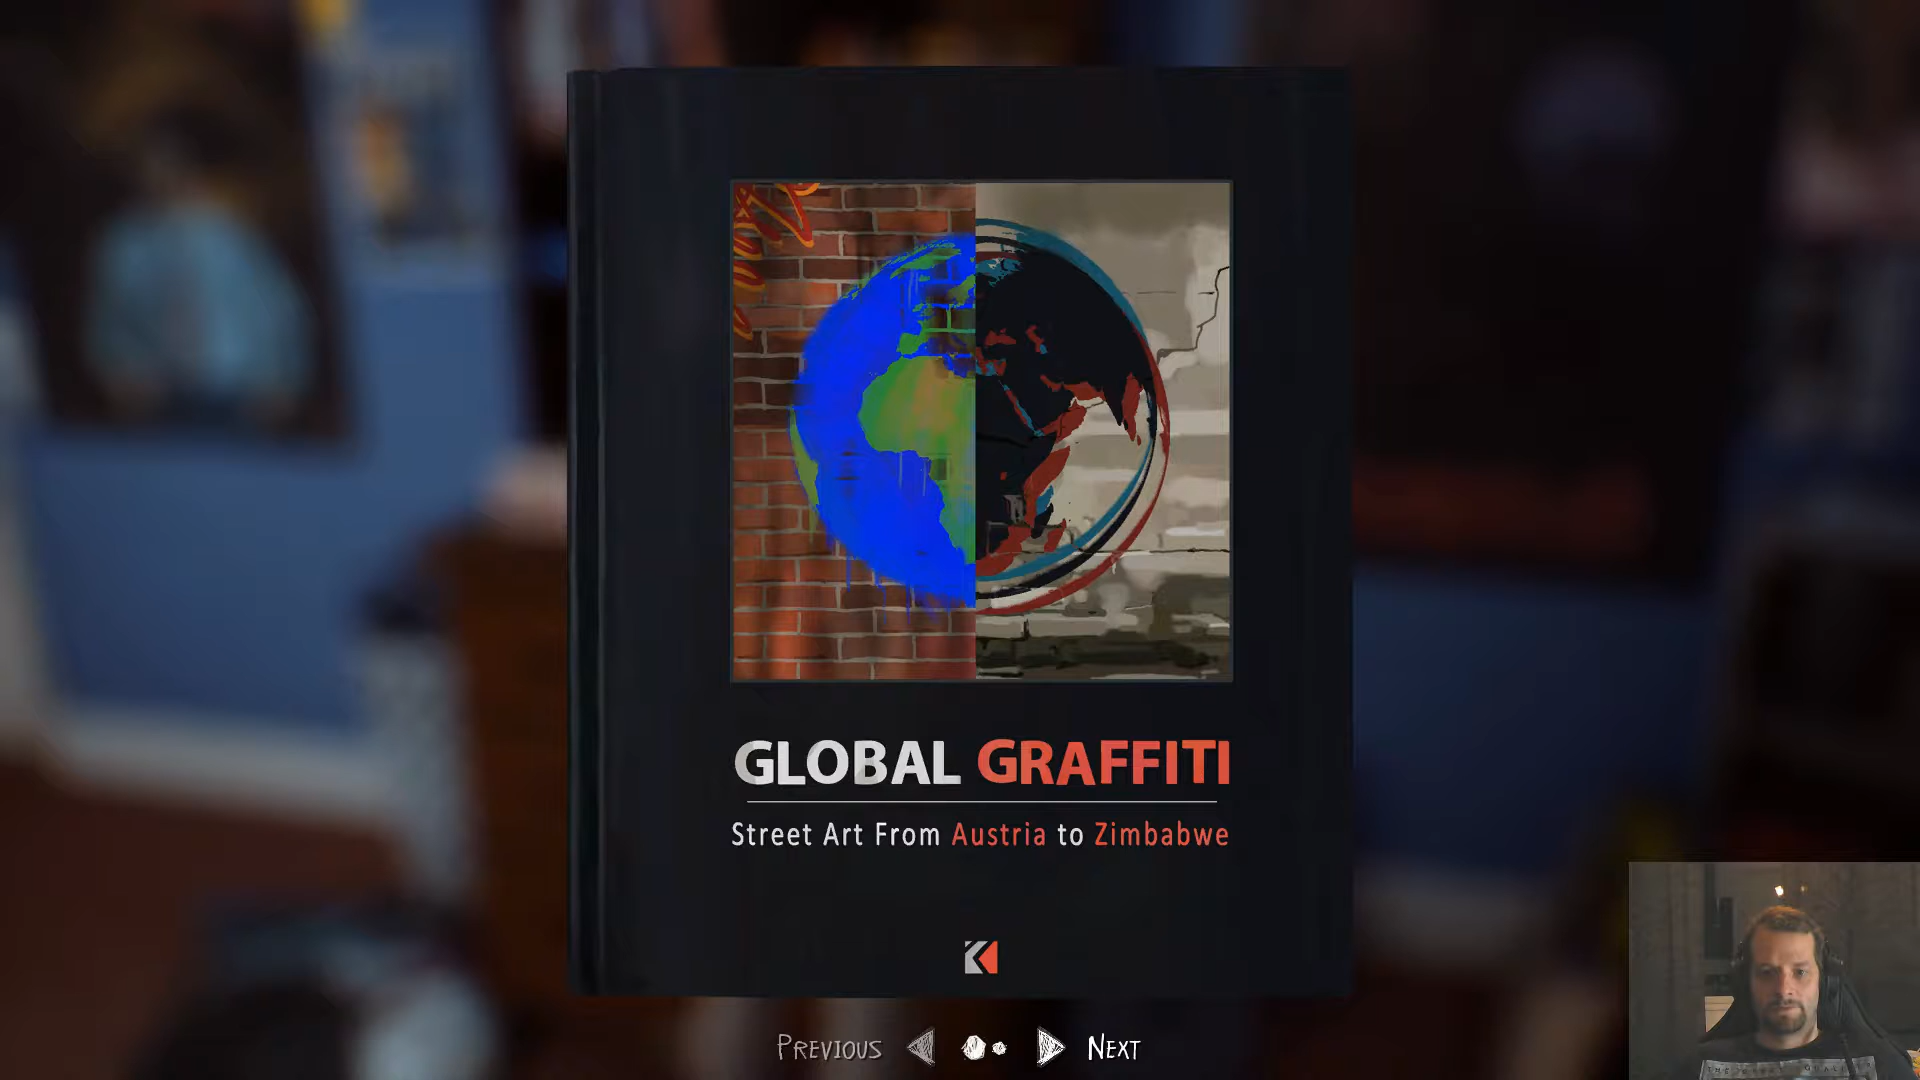 GLOBAL GRAFFITI
Street Art From Austria to Zimbabwe
PREVIOUS
NEXT